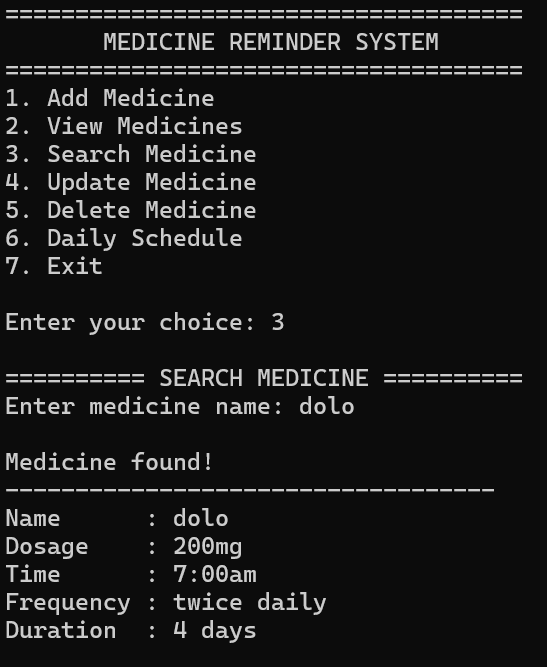 =====================================
MEDICINE REMINDER SYSTEM
=====================================
1. Add Medicine
2. View Medicines
3. Search Medicine
4. Update Medicine
5. Delete Medicine
6. Daily Schedule
7. Exit
Enter your choice: 3
========== SEARCH MEDICINE ==========
Enter medicine name: dolo
Medicine found!
-----------------------------------
Name      : dolo
Dosage    : 200mg
Time      : 7:00am
Frequency : twice daily
Duration  : 4 days